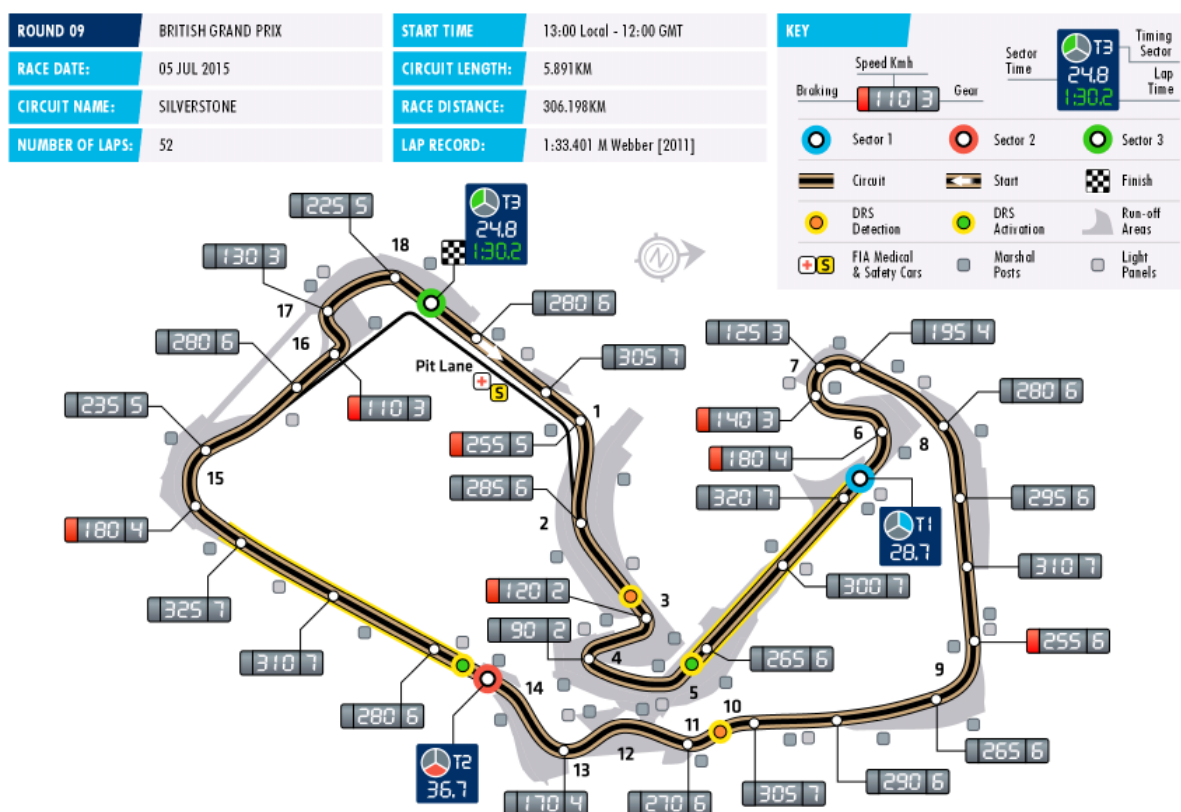 ROUND 09 BRITISH GRAND PRIX
RACE DATE: 05 JUL 2015
CIRCUIT NAME: SILVERSTONE
NUMBER OF LAPS: 52
START TIME 13:00 Local - 12:00 GMT
CIRCUIT LENGTH: 5.891KM
RACE DISTANCE: 306.198KM
LAP RECORD: 1:33.401 M Webber [2011]
KEY
Speed Kmh
Braking 110 3 Gear
Sector Time
T3
24.8
1:30.2
Timing Sector
Lap Time
Sector 1 Sector 2 Sector 3
Circuit Start Finish
DRS Detection
DRS Activation
Run-off Areas
S
FIA Medical & Safety Cars
Marshal Posts
Light Panels
225 5
18
T3
24.8
1:30.2
N
130 3
17
280 6
280 6
16
305 7
Pit Lane
S
125 3
195 4
7
235 5
110 3
1
140 3
280 6
255 5
6
8
180 4
15
285 6
320 7
295 6
2
T1
28.7
180 4
310 7
300 7
120 2
3
325 7
90 2
255 6
4
265 6
310 7
5
9
14
10
280 6
11
12
265 6
T2
36.7
13
290 6
170 4
270 6
305 7